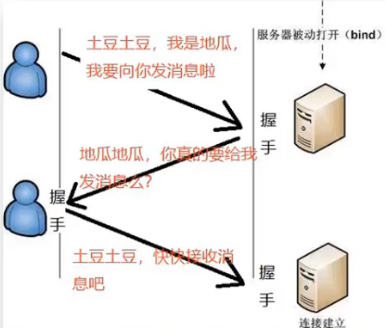 土豆土豆，我是地瓜，
我要向你发消息啦
服务器被动打开（bind）
握
手
地瓜地瓜，你真的要给我
发消息么?
握
手
土豆土豆，快快接收消
息吧
握
手
连接建立